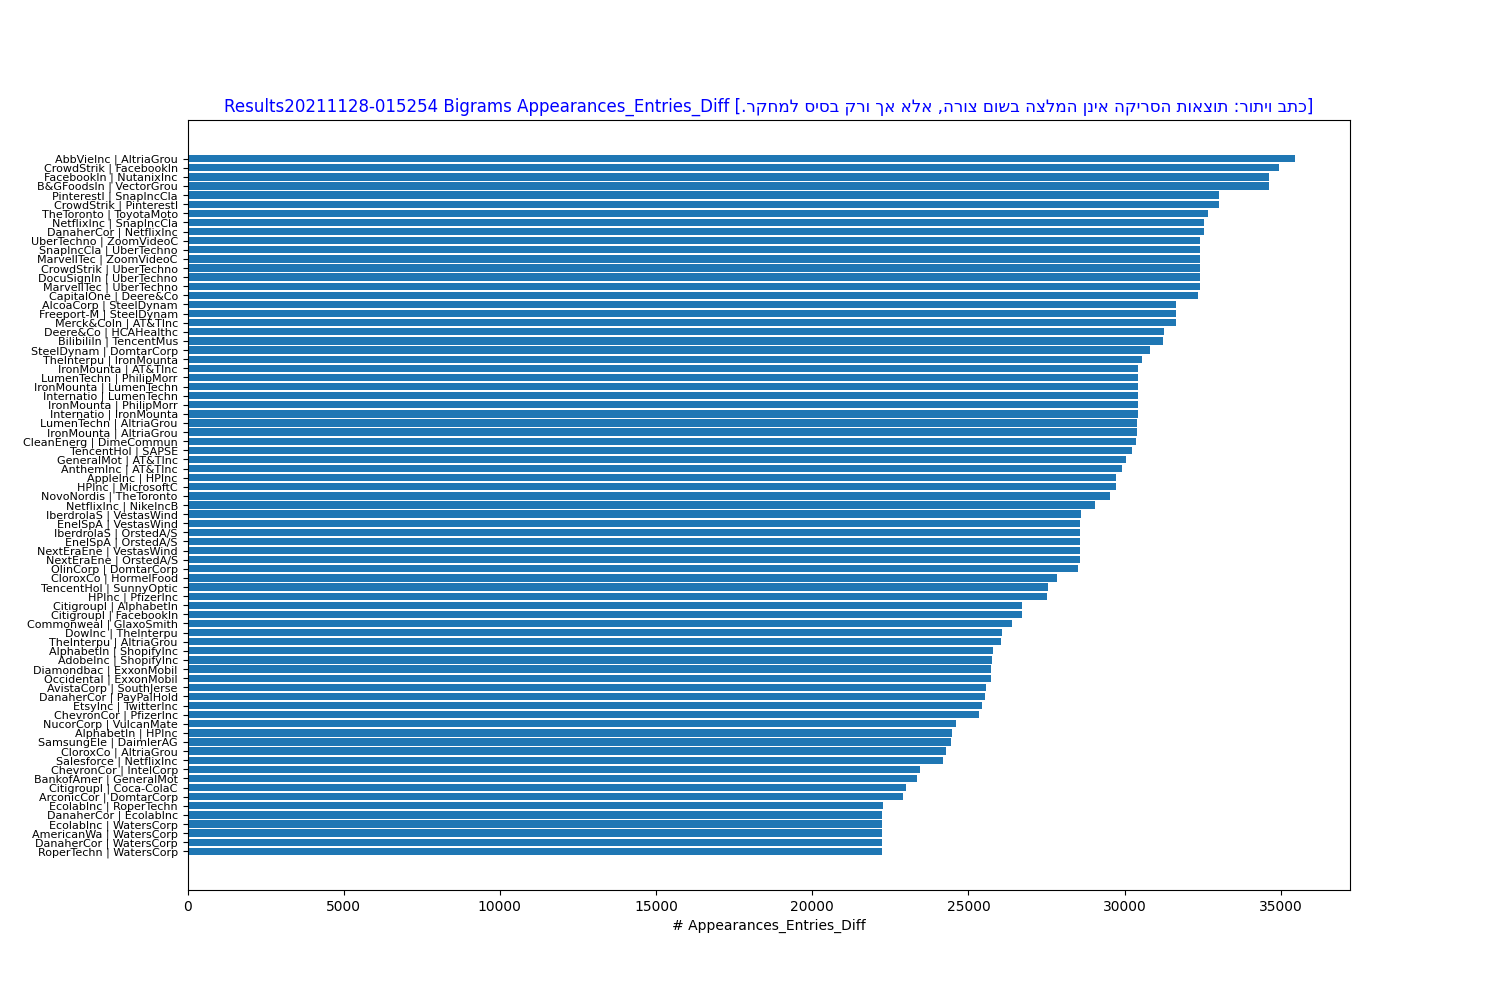 Results20211128-015254 Bigrams Appearances_Entries_Diff [כתב ויתור: תוצאות הסריקה אינן המלצה בשום צורה, אלא אך ורק בסיס למחקר.]
AbbVieInc | AltriaGrou
CrowdStrik | FacebookIn
FacebookIn | NutanixInc
B&GFoodsIn | VectorGrou
PinterestI | SnapIncCla
CrowdStrik | PinterestI
TheToronto | ToyotaMoto
NetflixInc | SnapIncCla
DanaherCor | NetflixInc
UberTechno | ZoomVideoC
SnapIncCla | UberTechno
MarvellTec | ZoomVideoC
CrowdStrik | UberTechno
DocuSignIn | UberTechno
MarvellTec | UberTechno
CapitalOne | Deere&Co
AlcoaCorp | SteelDynam
Freeport-M | SteelDynam
Merck&CoIn | AT&TInc
Deere&Co | HCAHealthc
BilibiliIn | TencentMus
SteelDynam | DomtarCorp
TheInterpu | IronMounta
IronMounta | AT&TInc
LumenTechn | PhilipMorr
IronMounta | LumenTechn
Internatio | LumenTechn
IronMounta | PhilipMorr
Internatio | IronMounta
LumenTechn | AltriaGrou
IronMounta | AltriaGrou
CleanEnerg | DimeCommun
TencentHol | SAPSE
GeneralMot | AT&TInc
AnthemInc | AT&TInc
AppleInc | HPInc
HPInc | MicrosoftC
NovoNordis | TheToronto
NetflixInc | NikeIncB
IberdrolaS | VestasWind
EnelSpA | VestasWind
IberdrolaS | OrstedA/S
EnelSpA | OrstedA/S
NextEraEne | VestasWind
NextEraEne | OrstedA/S
OlinCorp | DomtarCorp
CloroxCo | HormelFood
TencentHol | SunnyOptic
HPInc | PfizerInc
CitigroupI | AlphabetIn
CitigroupI | FacebookIn
Commonweal | GlaxoSmith
DowInc | TheInterpu
TheInterpu | AltriaGrou
AlphabetIn | ShopifyInc
AdobeInc | ShopifyInc
Diamondbac | ExxonMobil
Occidental | ExxonMobil
AvistaCorp | SouthJerse
DanaherCor | PayPalHold
EtsyInc | TwitterInc
ChevronCor | PfizerInc
NucorCorp | VulcanMate
AlphabetIn | HPInc
SamsungEle | DaimlerAG
CloroxCo | AltriaGrou
Salesforce | NetflixInc
ChevronCor | IntelCorp
BankofAmer | GeneralMot
CitigroupI | Coca-ColaC
ArconicCor | DomtarCorp
EcolabInc | RoperTechn
DanaherCor | EcolabInc
EcolabInc | WatersCorp
AmericanWa | WatersCorp
DanaherCor | WatersCorp
RoperTechn | WatersCorp
0 5000 10000 15000 20000 25000 30000 35000
# Appearances_Entries_Diff